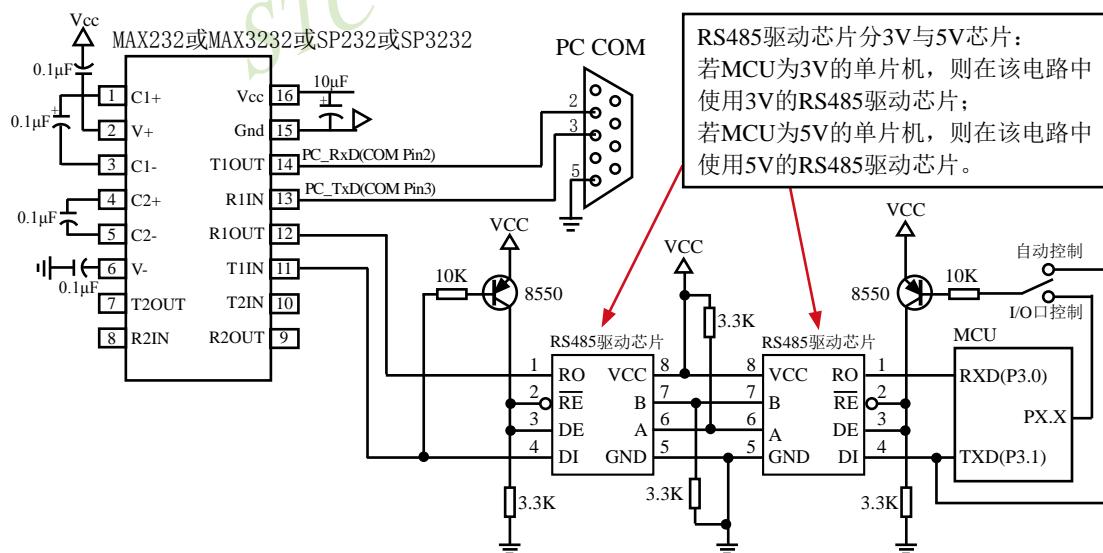 STC
Vcc
MAX232或MAX3232或SP232或SP3232
PC COM
RS485驱动芯片分3V与5V芯片：
若MCU为3V的单片机，则在该电路中
使用3V的RS485驱动芯片；
若MCU为5V的单片机，则在该电路中
使用5V的RS485驱动芯片。
0.1μF
0.1μF
0.1μF
0.1μF
10μF
+
+
1 C1+
2 V+
3 C1-
4 C2+
5 C2-
6 V-
7 T2OUT
8 R2IN
Vcc 16
Gnd 15
T1OUT 14
R1IN 13
R1OUT 12
T1IN 11
T2IN 10
R2OUT 9
PC_RxD(COM Pin2)
PC_TxD(COM Pin3)
2
3
5
VCC
10K
8550
3.3K
VCC
3.3K
3.3K
VCC
8550
10K
3.3K
自动控制
I/O口控制
RS485驱动芯片
1 RO VCC 8
2 RE B 7
3 DE A 6
4 DI GND 5
RS485驱动芯片
8 VCC RO 1
7 B RE 2
6 A DE 3
5 GND DI 4
MCU
RXD(P3.0)
PX.X
TXD(P3.1)